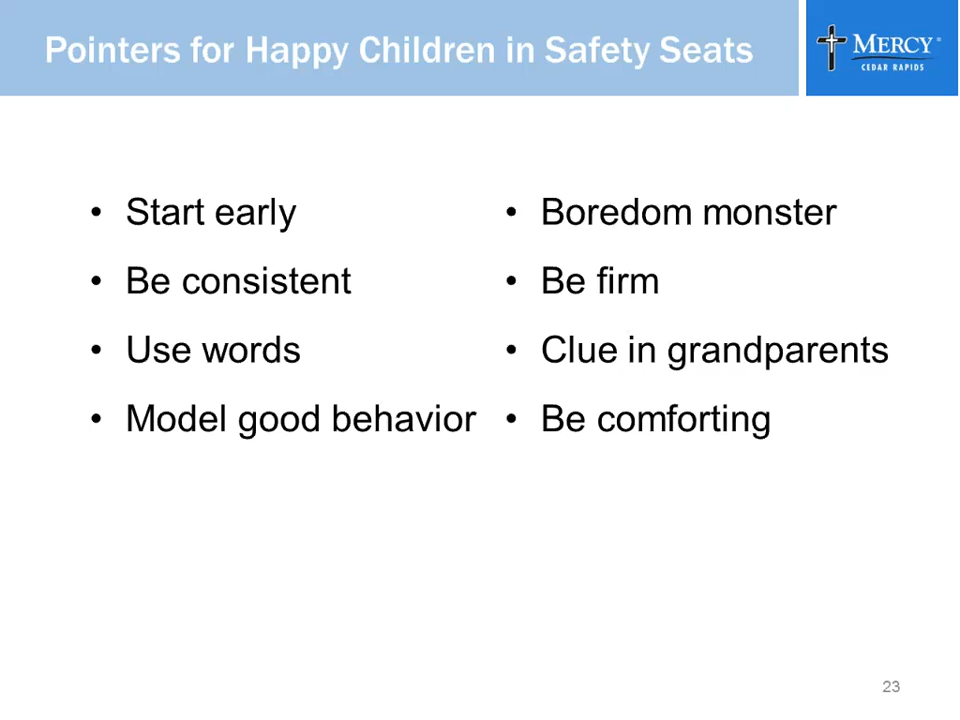 Pointers for Happy Children in Safety Seats
MERCY®
CEDAR RAPIDS
• Start early
• Be consistent
• Use words
• Model good behavior
• Boredom monster
• Be firm
• Clue in grandparents
• Be comforting
23